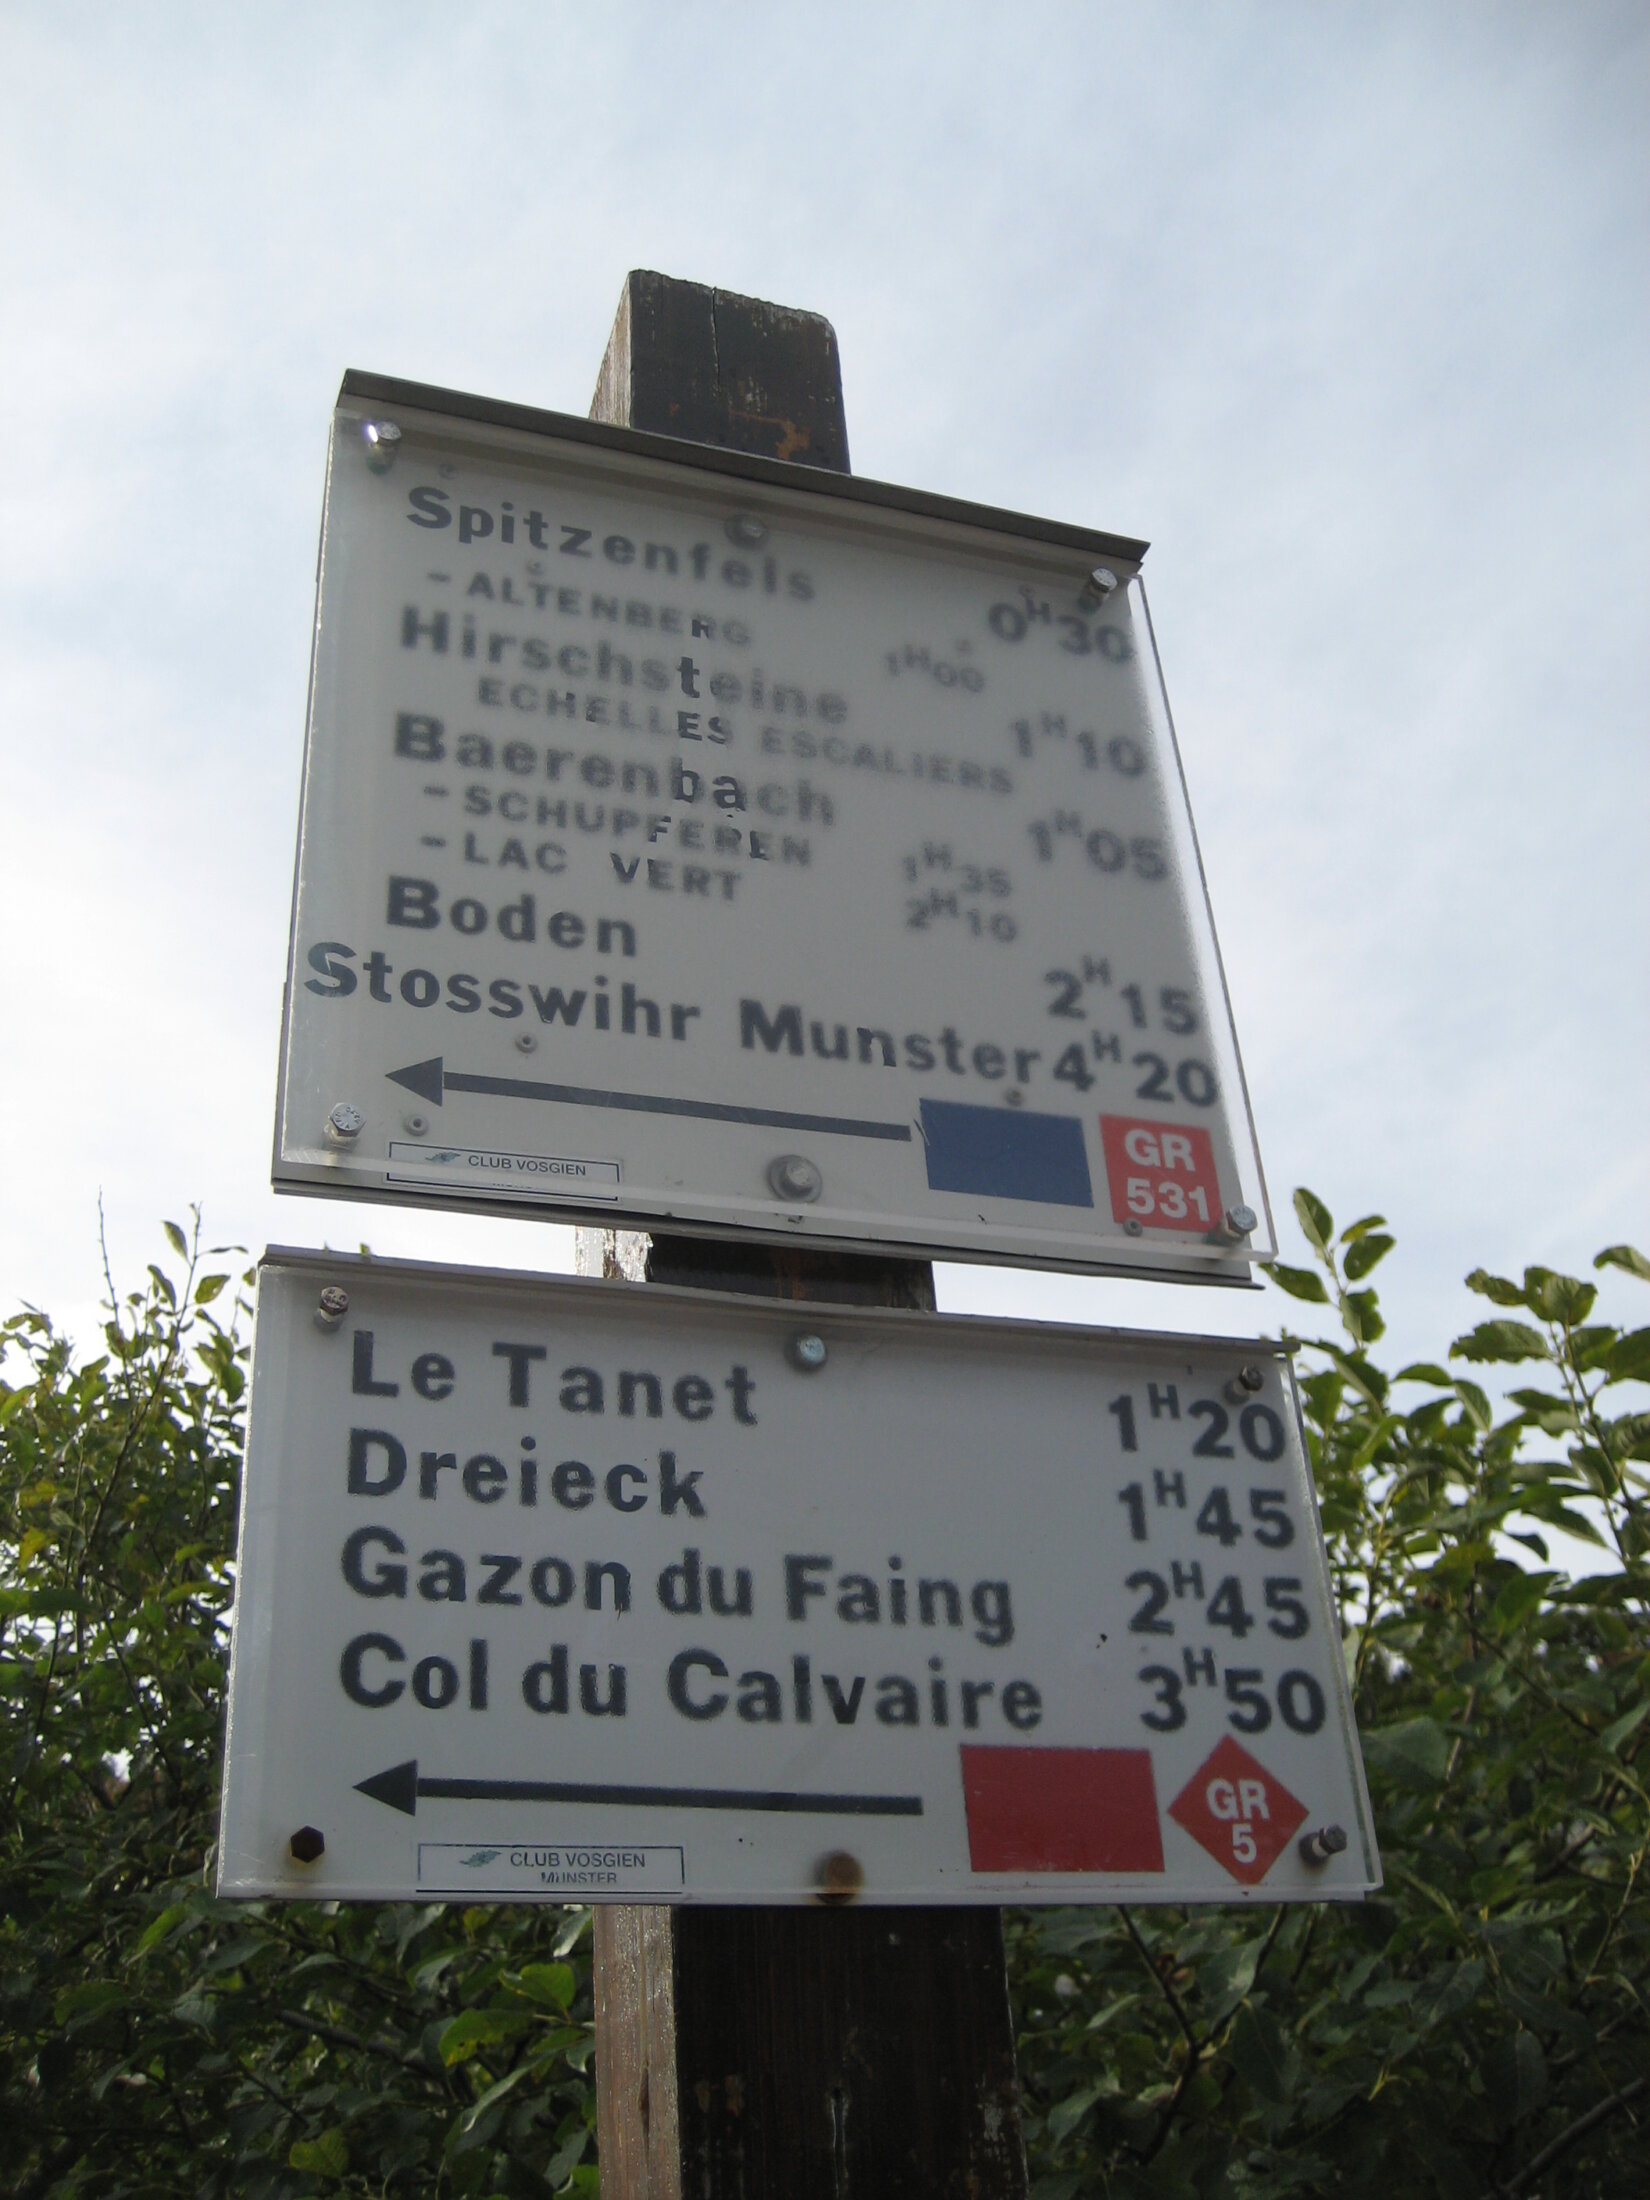 Spitzenfels 0H30
- ALTENBERG 1H00
Hirschsteine 1H10
ECHELLES ESCALIERS
Baerenbach 1H05
- SCHUPFEREN 1H35
- LAC VERT 2H10
Boden 2H15
Stosswihr Munster 4H20
GR
531
CLUB VOSGIEN
Le Tanet 1H20
Dreieck 1H45
Gazon du Faing 2H45
Col du Calvaire 3H50
GR
5
CLUB VOSGIEN
MUNSTER